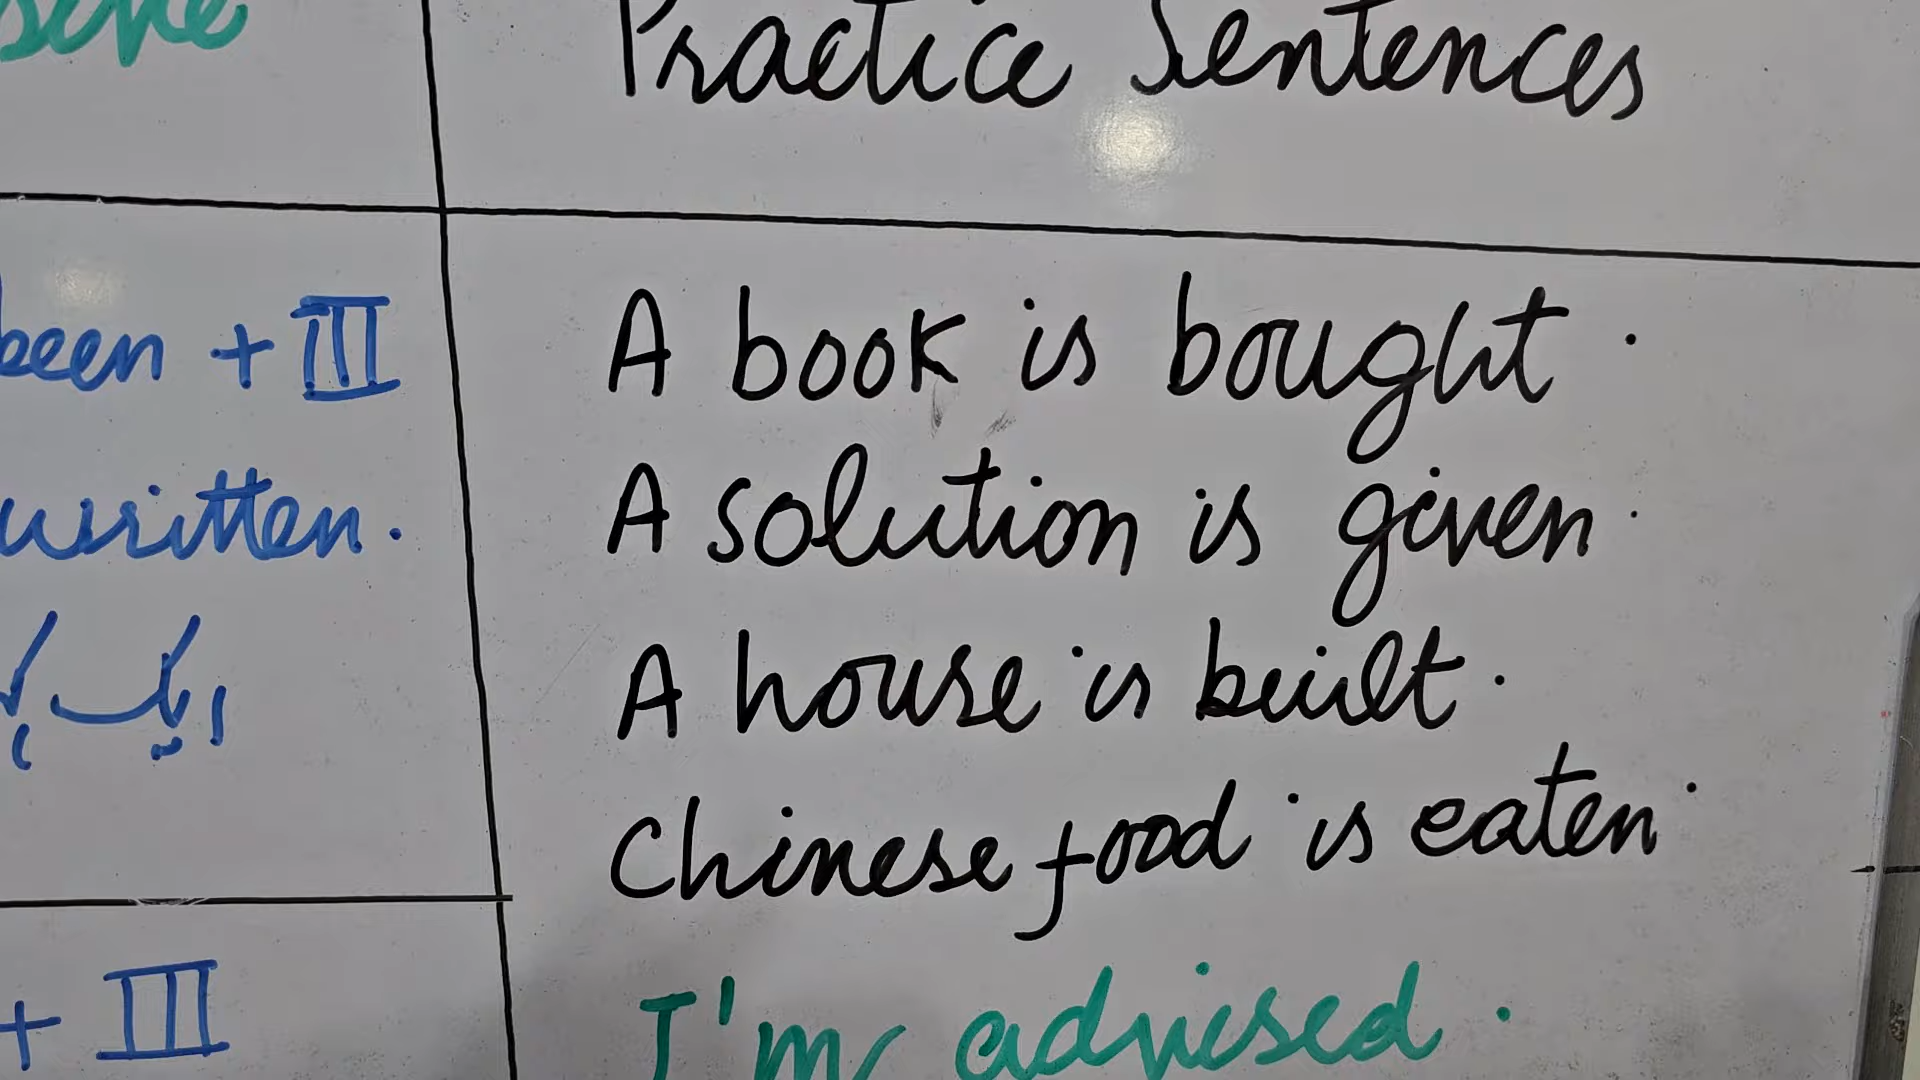 Practice Sentences
been + III
written.
A book is bought.
A solution is given.
A house is built.
Chinese food is eaten.
+ III
I'm advised.